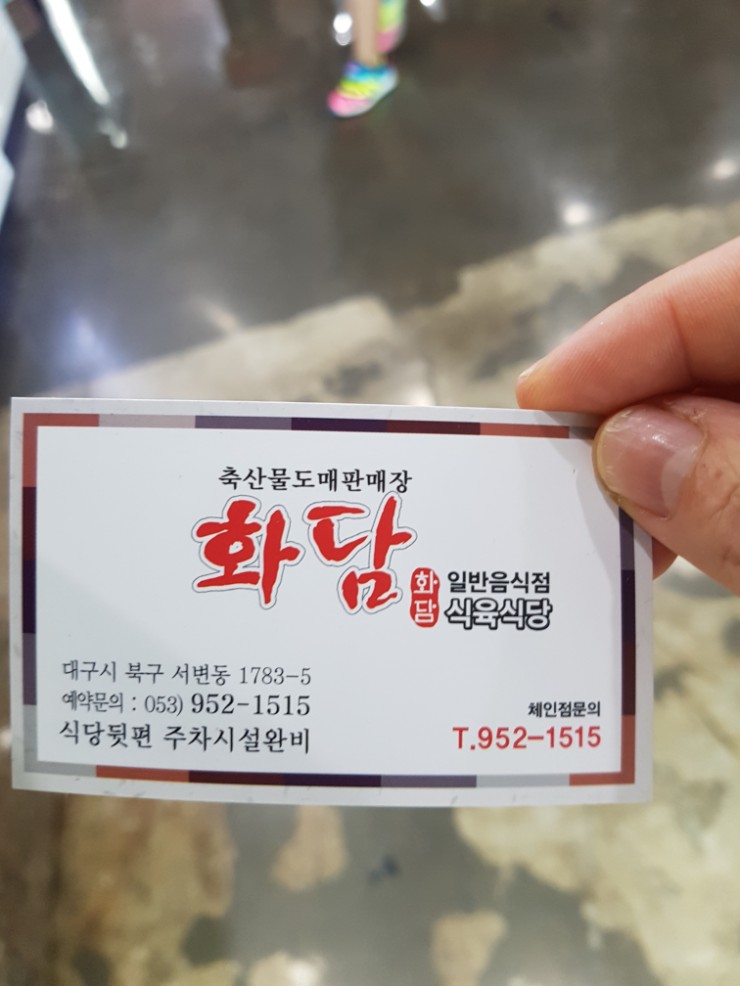 축산물도매판매장
화담
화담
일반음식점
식육식당
대구시 북구 서변동 1783-5
예약문의 : 053) 952-1515
식당뒷편 주차시설완비
체인점문의
T.952-1515